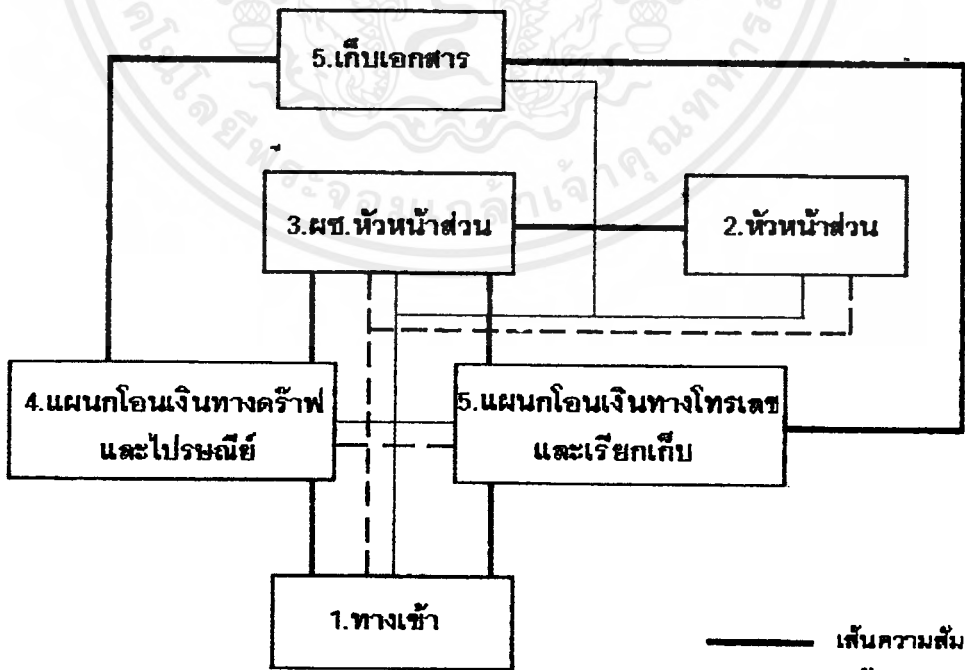 5.เก็บเอกสาร
3.ผช.หัวหน้าส่วน
2.หัวหน้าส่วน
4.แผนกโอนเงินทางดร๊าฟ
และไปรษณีย์
5.แผนกโอนเงินทางโทรเลข
และเรียกเก็บ
1.ทางเข้า
เส้นความสัม